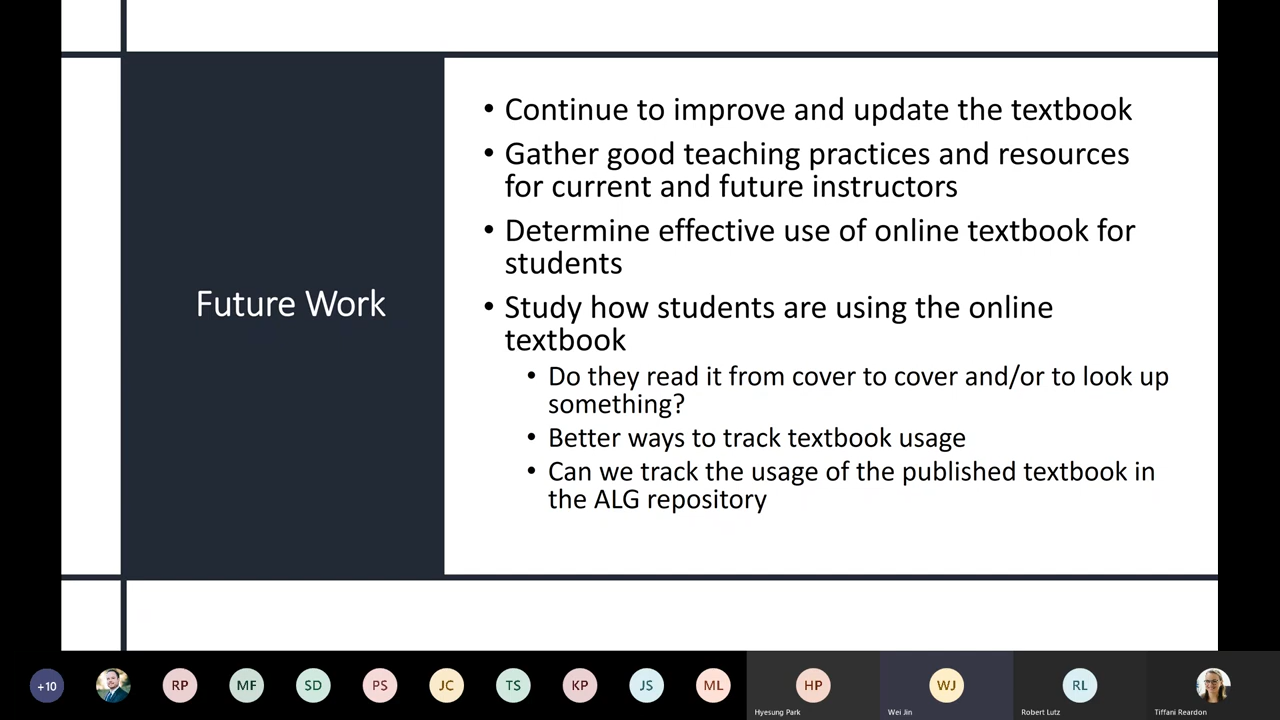 Future Work
• Continue to improve and update the textbook
• Gather good teaching practices and resources
for current and future instructors
• Determine effective use of online textbook for
students
• Study how students are using the online
textbook
• Do they read it from cover to cover and/or to look up
something?
• Better ways to track textbook usage
• Can we track the usage of the published textbook in
the ALG repository
+10
RP
MF
SD
PS
JC
TS
KP
JS
ML
HP
WJ
RL
Hyesung Park
Wei Jin
Robert Lutz
Tiffani Reardon